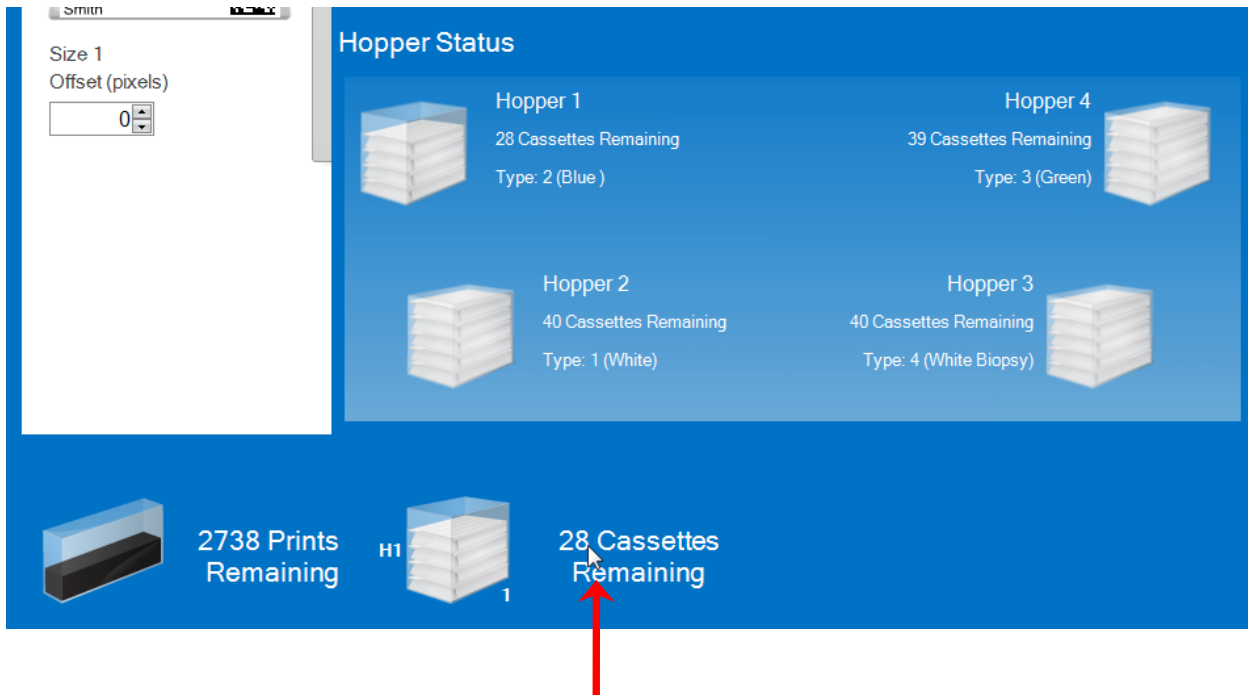 Smith
Size 1
Offset (pixels)
0
Hopper Status
Hopper 1
28 Cassettes Remaining
Type: 2 (Blue )
Hopper 4
39 Cassettes Remaining
Type: 3 (Green)
Hopper 2
40 Cassettes Remaining
Type: 1 (White)
Hopper 3
40 Cassettes Remaining
Type: 4 (White Biopsy)
2738 Prints
Remaining
H1
1
28 Cassettes
Remaining